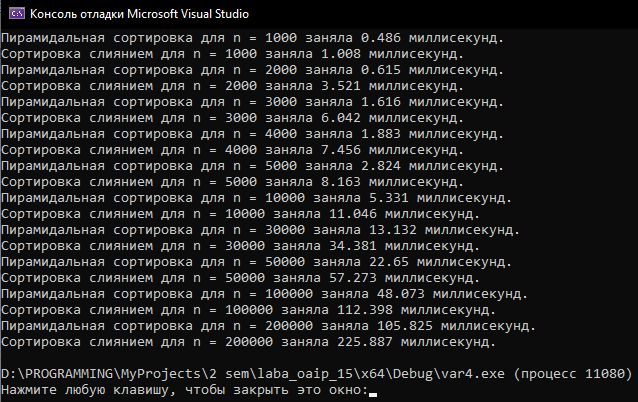 Консоль отладки Microsoft Visual Studio
Пирамидальная сортировка для n = 1000 заняла 0.486 миллисекунд.
Сортировка слиянием для n = 1000 заняла 1.008 миллисекунд.
Пирамидальная сортировка для n = 2000 заняла 0.615 миллисекунд.
Сортировка слиянием для n = 2000 заняла 3.521 миллисекунд.
Пирамидальная сортировка для n = 3000 заняла 1.616 миллисекунд.
Сортировка слиянием для n = 3000 заняла 6.042 миллисекунд.
Пирамидальная сортировка для n = 4000 заняла 1.883 миллисекунд.
Сортировка слиянием для n = 4000 заняла 7.456 миллисекунд.
Пирамидальная сортировка для n = 5000 заняла 2.824 миллисекунд.
Сортировка слиянием для n = 5000 заняла 8.163 миллисекунд.
Пирамидальная сортировка для n = 10000 заняла 5.331 миллисекунд.
Сортировка слиянием для n = 10000 заняла 11.046 миллисекунд.
Пирамидальная сортировка для n = 30000 заняла 13.132 миллисекунд.
Сортировка слиянием для n = 30000 заняла 34.381 миллисекунд.
Пирамидальная сортировка для n = 50000 заняла 22.65 миллисекунд.
Сортировка слиянием для n = 50000 заняла 57.273 миллисекунд.
Пирамидальная сортировка для n = 100000 заняла 48.073 миллисекунд.
Сортировка слиянием для n = 100000 заняла 112.398 миллисекунд.
Пирамидальная сортировка для n = 200000 заняла 105.825 миллисекунд.
Сортировка слиянием для n = 200000 заняла 225.887 миллисекунд.
D:\PROGRAMMING\MyProjects\2 sem\laba_oaip_15\x64\Debug\var4.exe (процесс 11080)
Нажмите любую клавишу, чтобы закрыть это окно: